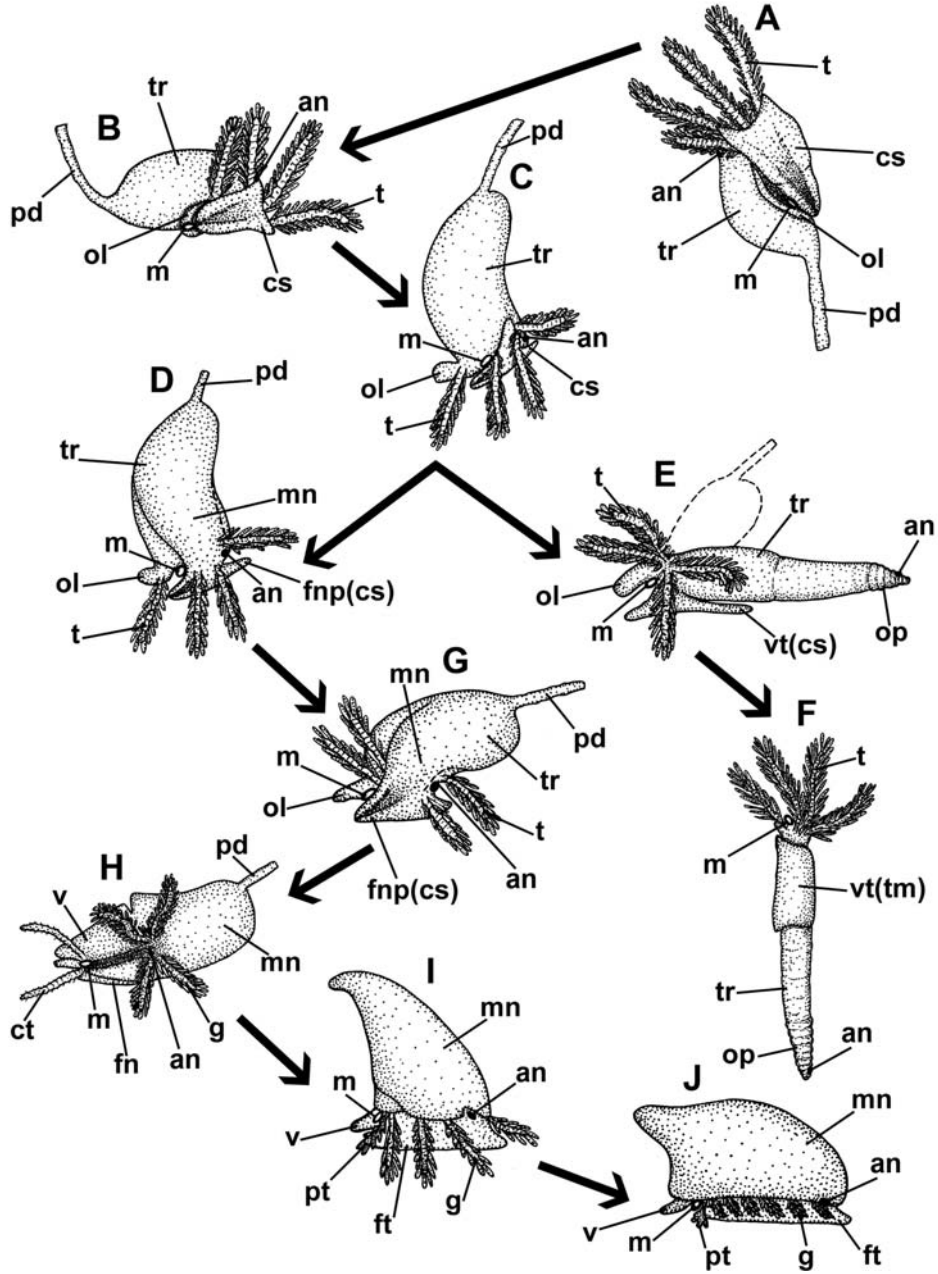 A
t
cs
an
tr
m
ol
pd
B
tr
an
pd
ol
m
cs
t
C
pd
tr
m
an
ol
cs
t
D
pd
tr
mn
m
ol
an
fnp(cs)
t
E
t
tr
an
ol
m
vt(cs)
op
G
mn
pd
m
ol
tr
t
an
fnp(cs)
F
t
m
vt(tm)
tr
op
an
H
pd
v
mn
ct
m
fn
an
g
I
mn
m
an
v
pt
g
ft
J
mn
an
v
m
pt
g
ft